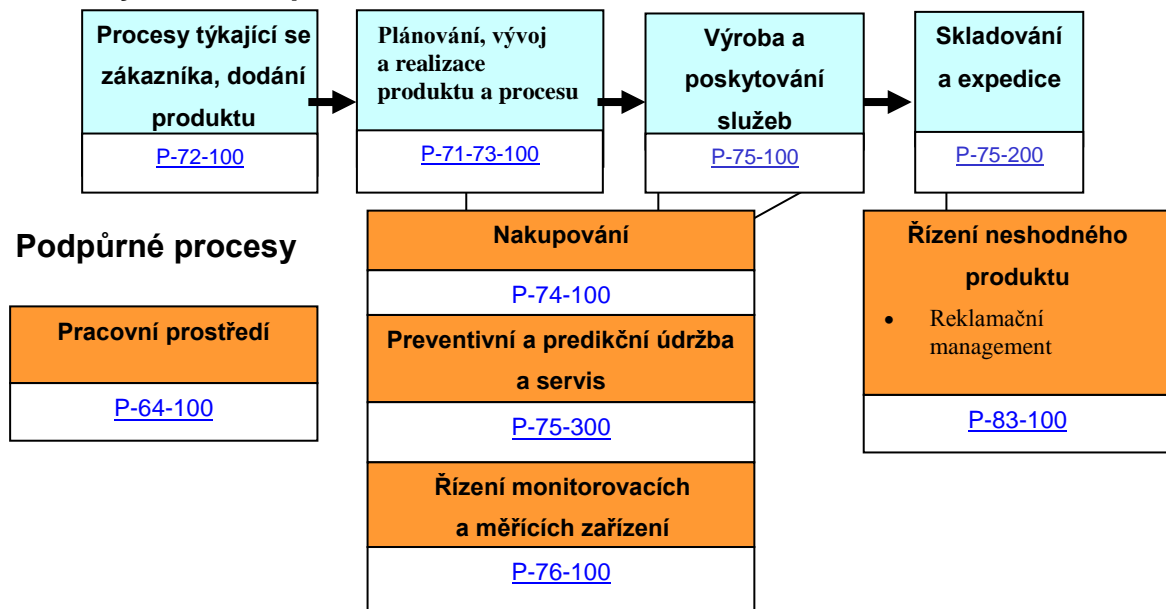 Procesy týkající se
zákazníka, dodání
produktu
P-72-100
Plánování, vývoj
a realizace
produktu a procesu
P-71-73-100
Výroba a
poskytování
služeb
P-75-100
Skladování
a expedice
P-75-200
Podpůrné procesy
Pracovní prostředí
P-64-100
Nakupování
P-74-100
Preventivní a predikční údržba
a servis
P-75-300
Řízení monitorovacích
a měřících zařízení
P-76-100
Řízení neshodného
produktu
• Reklamační
management
P-83-100